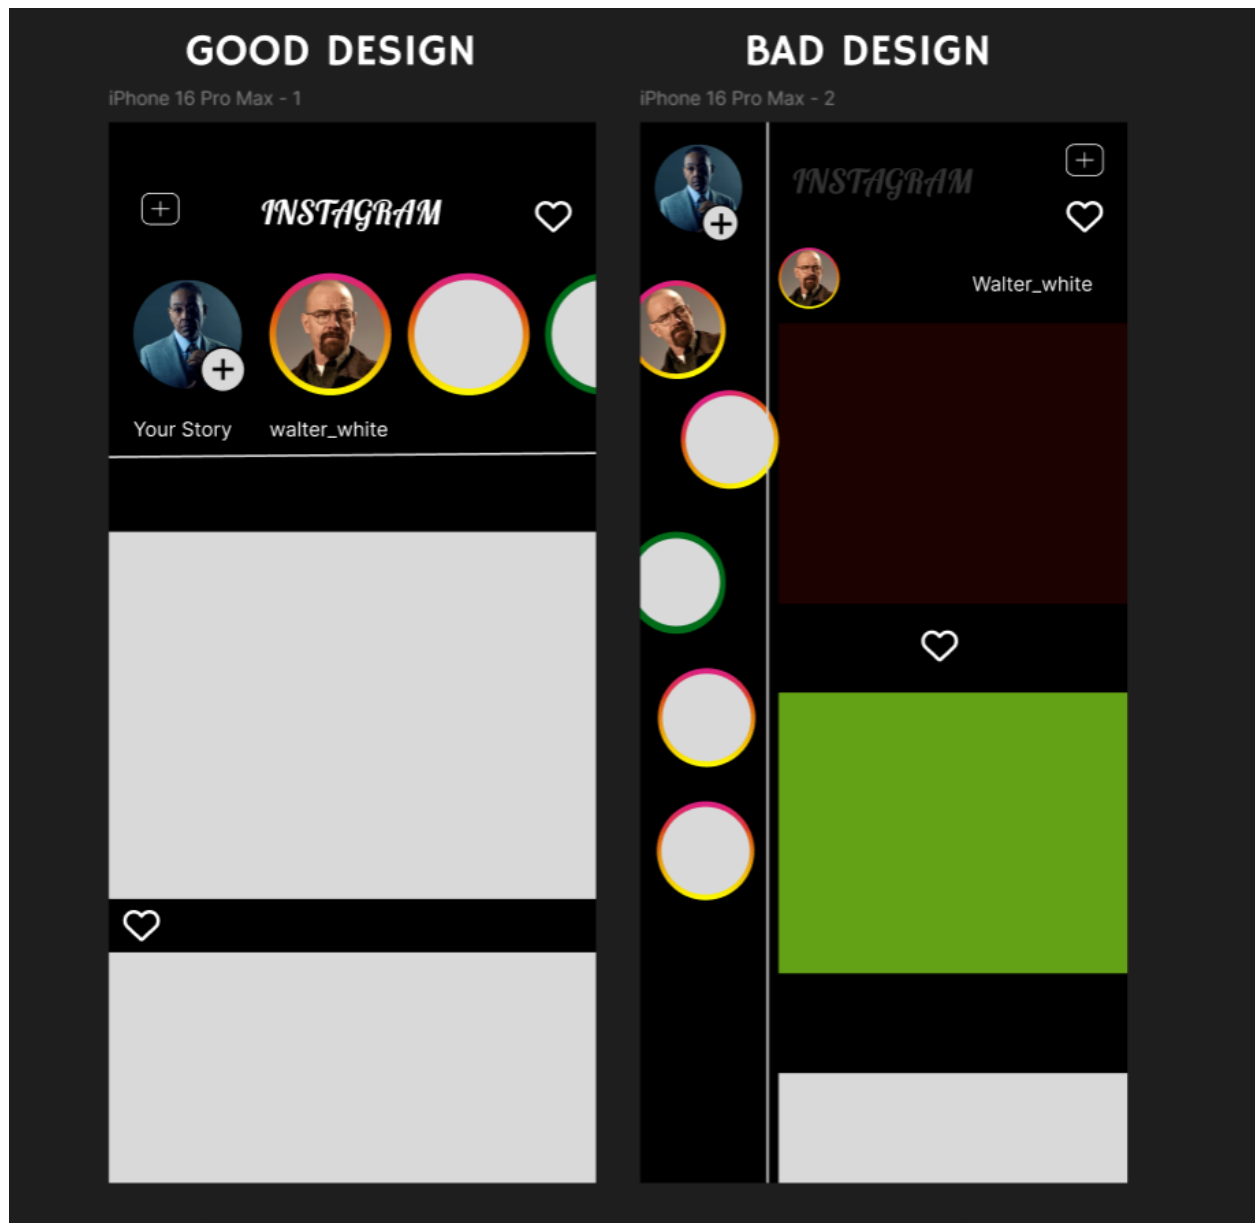 GOOD DESIGN
BAD DESIGN
iPhone 16 Pro Max - 1
iPhone 16 Pro Max - 2
INSTAGRAM
Your Story
walter_white
INSTAGRAM
Walter_white